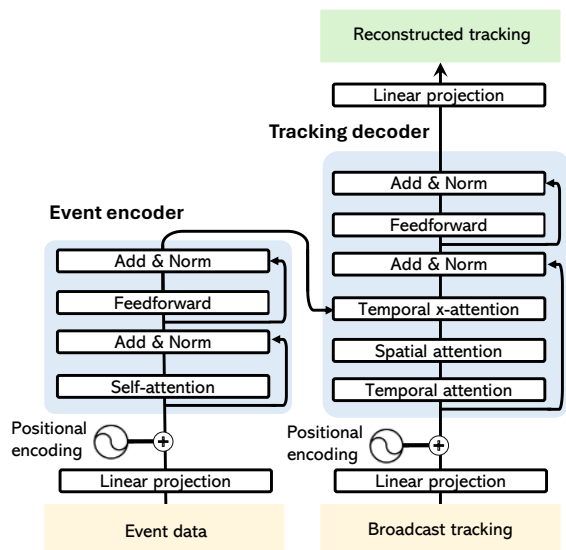 Reconstructed tracking
Linear projection
Tracking decoder
Add & Norm
Feedforward
Add & Norm
Temporal x-attention
Spatial attention
Temporal attention
Positional
encoding
+
Linear projection
Broadcast tracking
Event encoder
Add & Norm
Feedforward
Add & Norm
Self-attention
Positional
encoding
+
Linear projection
Event data